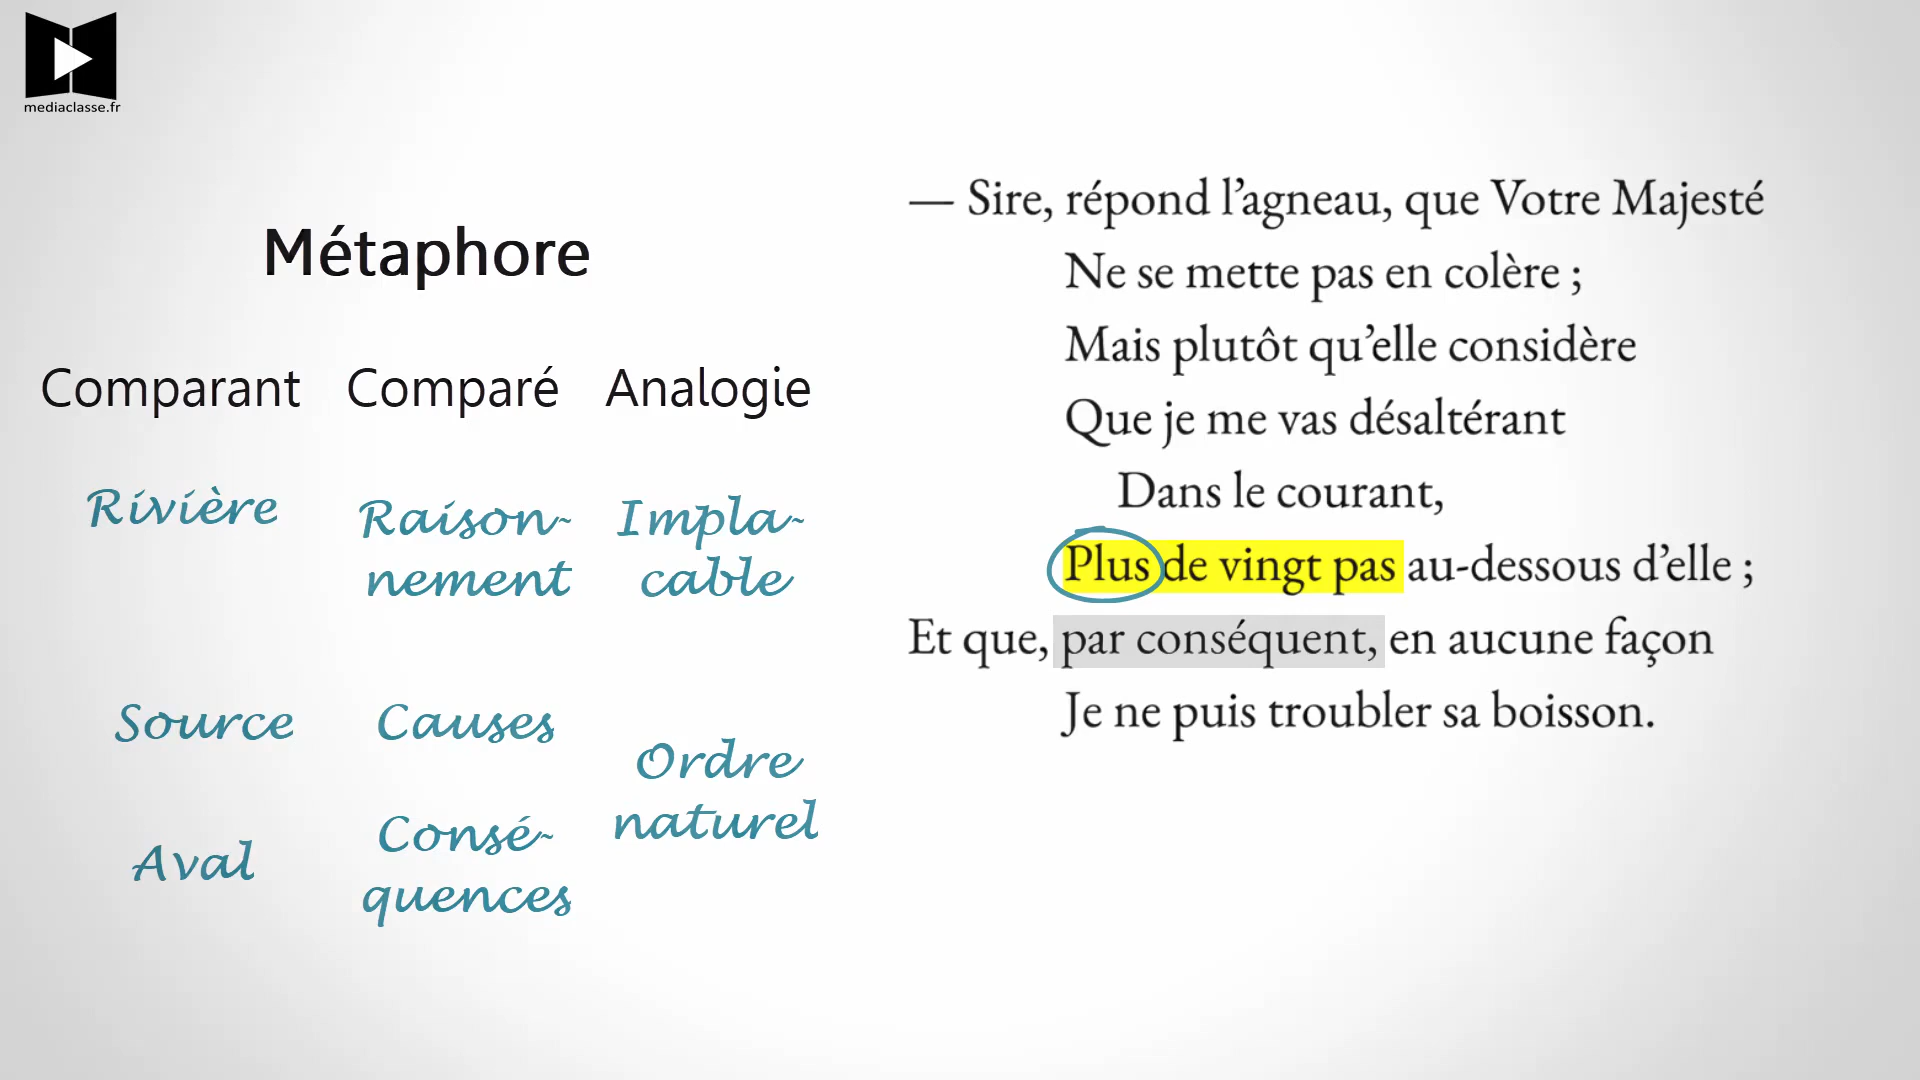 mediaclasse.fr
Métaphore
Comparant Comparé Analogie
Rivière
Raison-
nement
Impla-
cable
Source
Causes
Ordre
naturel
Aval
Consé-
quences
— Sire, répond l’agneau, que Votre Majesté
Ne se mette pas en colère ;
Mais plutôt qu’elle considère
Que je me vas désaltérant
Dans le courant,
Plus de vingt pas au-dessous d’elle ;
Et que, par conséquent, en aucune façon
Je ne puis troubler sa boisson.